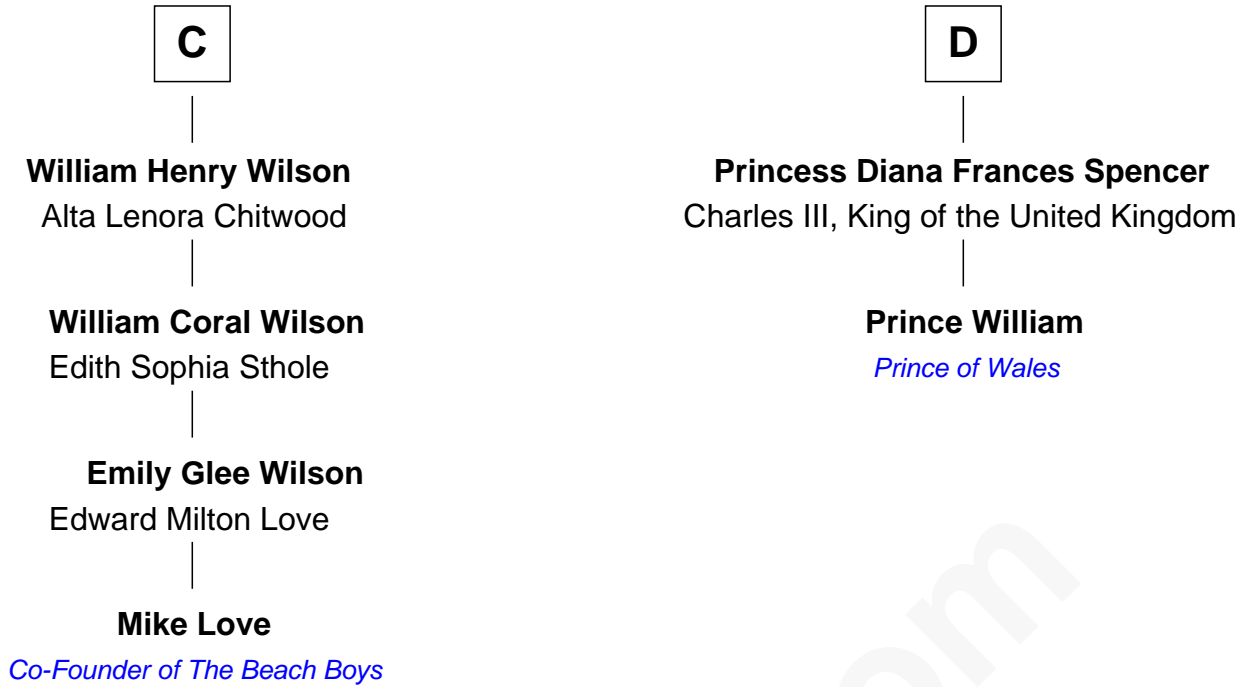 C
William Henry Wilson
Alta Lenora Chitwood
William Coral Wilson
Edith Sophia Sthole
Emily Glee Wilson
Edward Milton Love
Mike Love
Co-Founder of The Beach Boys
D
Princess Diana Frances Spencer
Charles III, King of the United Kingdom
Prince William
Prince of Wales
om